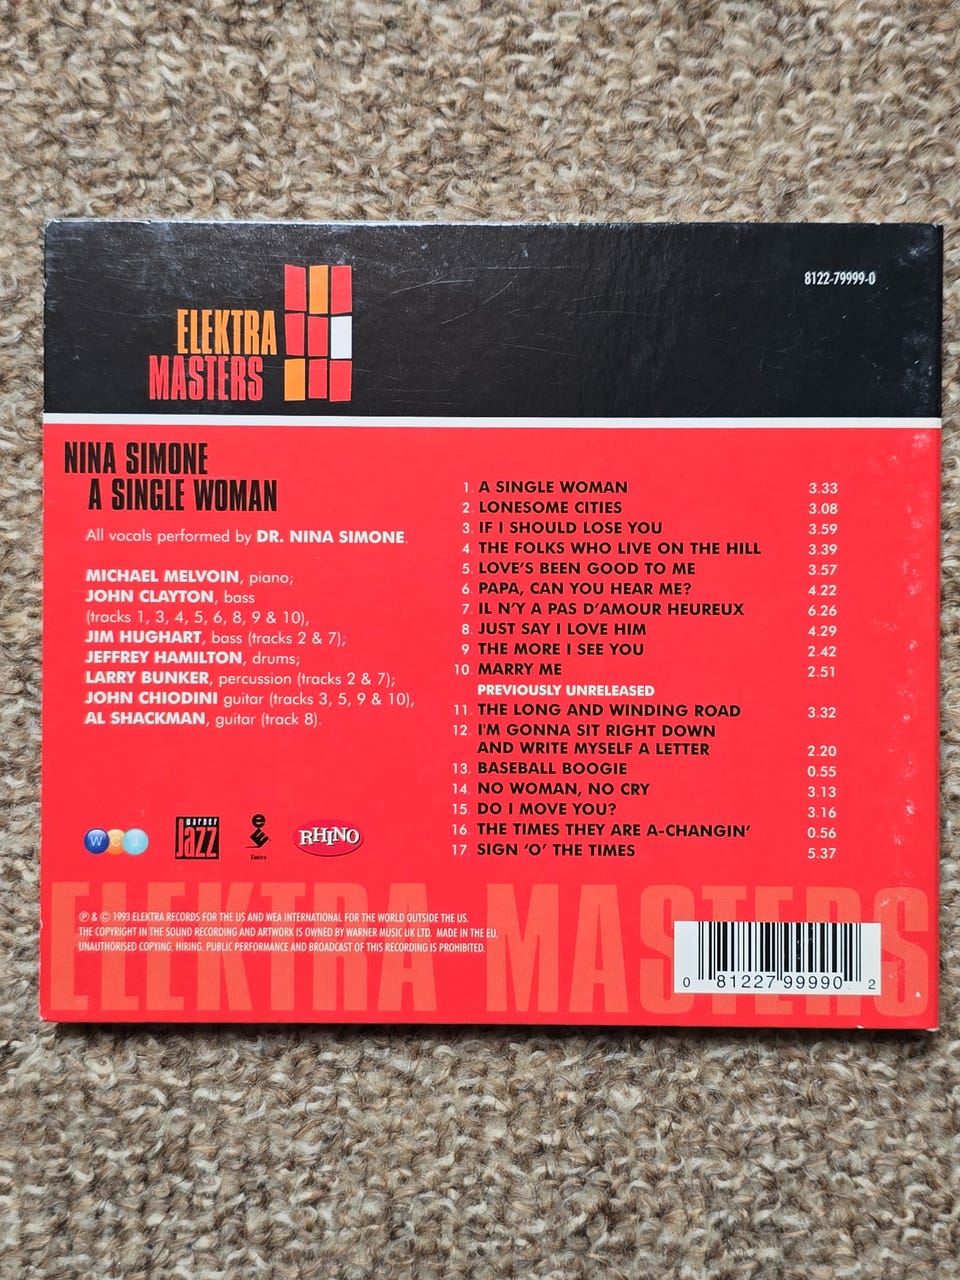 8122-79999-0
ELEKTRA
MASTERS
NINA SIMONE
A SINGLE WOMAN
All vocals performed by DR. NINA SIMONE.
MICHAEL MELVOIN, piano;
JOHN CLAYTON, bass
(tracks 1, 3, 4, 5, 6, 8, 9 & 10),
JIM HUGHART, bass (tracks 2 & 7);
JEFFREY HAMILTON, drums;
LARRY BUNKER, percussion (tracks 2 & 7);
JOHN CHIODINI guitar (tracks 3, 5, 9 & 10),
AL SHACKMAN, guitar (track 8).
1. A SINGLE WOMAN 3.33
2. LONESOME CITIES 3.08
3. IF I SHOULD LOSE YOU 3.59
4. THE FOLKS WHO LIVE ON THE HILL 3.39
5. LOVE'S BEEN GOOD TO ME 3.57
6. PAPA, CAN YOU HEAR ME? 4.22
7. IL N'Y A PAS D'AMOUR HEUREUX 6.26
8. JUST SAY I LOVE HIM 4.29
9 THE MORE I SEE YOU 2.42
10. MARRY ME 2.51
PREVIOUSLY UNRELEASED
11. THE LONG AND WINDING ROAD 3.32
12. I'M GONNA SIT RIGHT DOWN
AND WRITE MYSELF A LETTER 2.20
13. BASEBALL BOOGIE 0.55
14. NO WOMAN, NO CRY 3.13
15. DO I MOVE YOU? 3.16
16. THE TIMES THEY ARE A-CHANGIN' 0.56
17. SIGN 'O' THE TIMES 5.37
WCJ
warner
Jazz
Elektra
RHINO
ELEKTRA MASTERS
℗ & © 1993 ELEKTRA RECORDS FOR THE US AND WEA INTERNATIONAL FOR THE WORLD OUTSIDE THE US.
THE COPYRIGHT IN THE SOUND RECORDING AND ARTWORK IS OWNED BY WARNER MUSIC UK LTD. MADE IN THE EU.
UNAUTHORISED COPYING, HIRING, PUBLIC PERFORMANCE AND BROADCAST OF THIS RECORDING IS PROHIBITED.
0 81227 99990 2